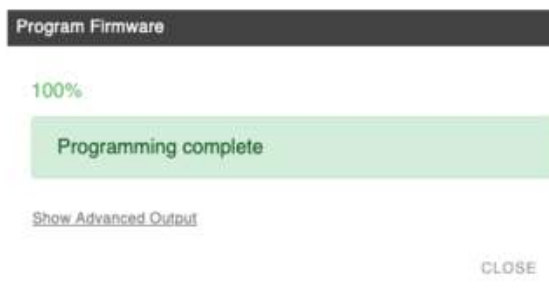 Program Firmware
100%
Programming complete
Show Advanced Output
CLOSE